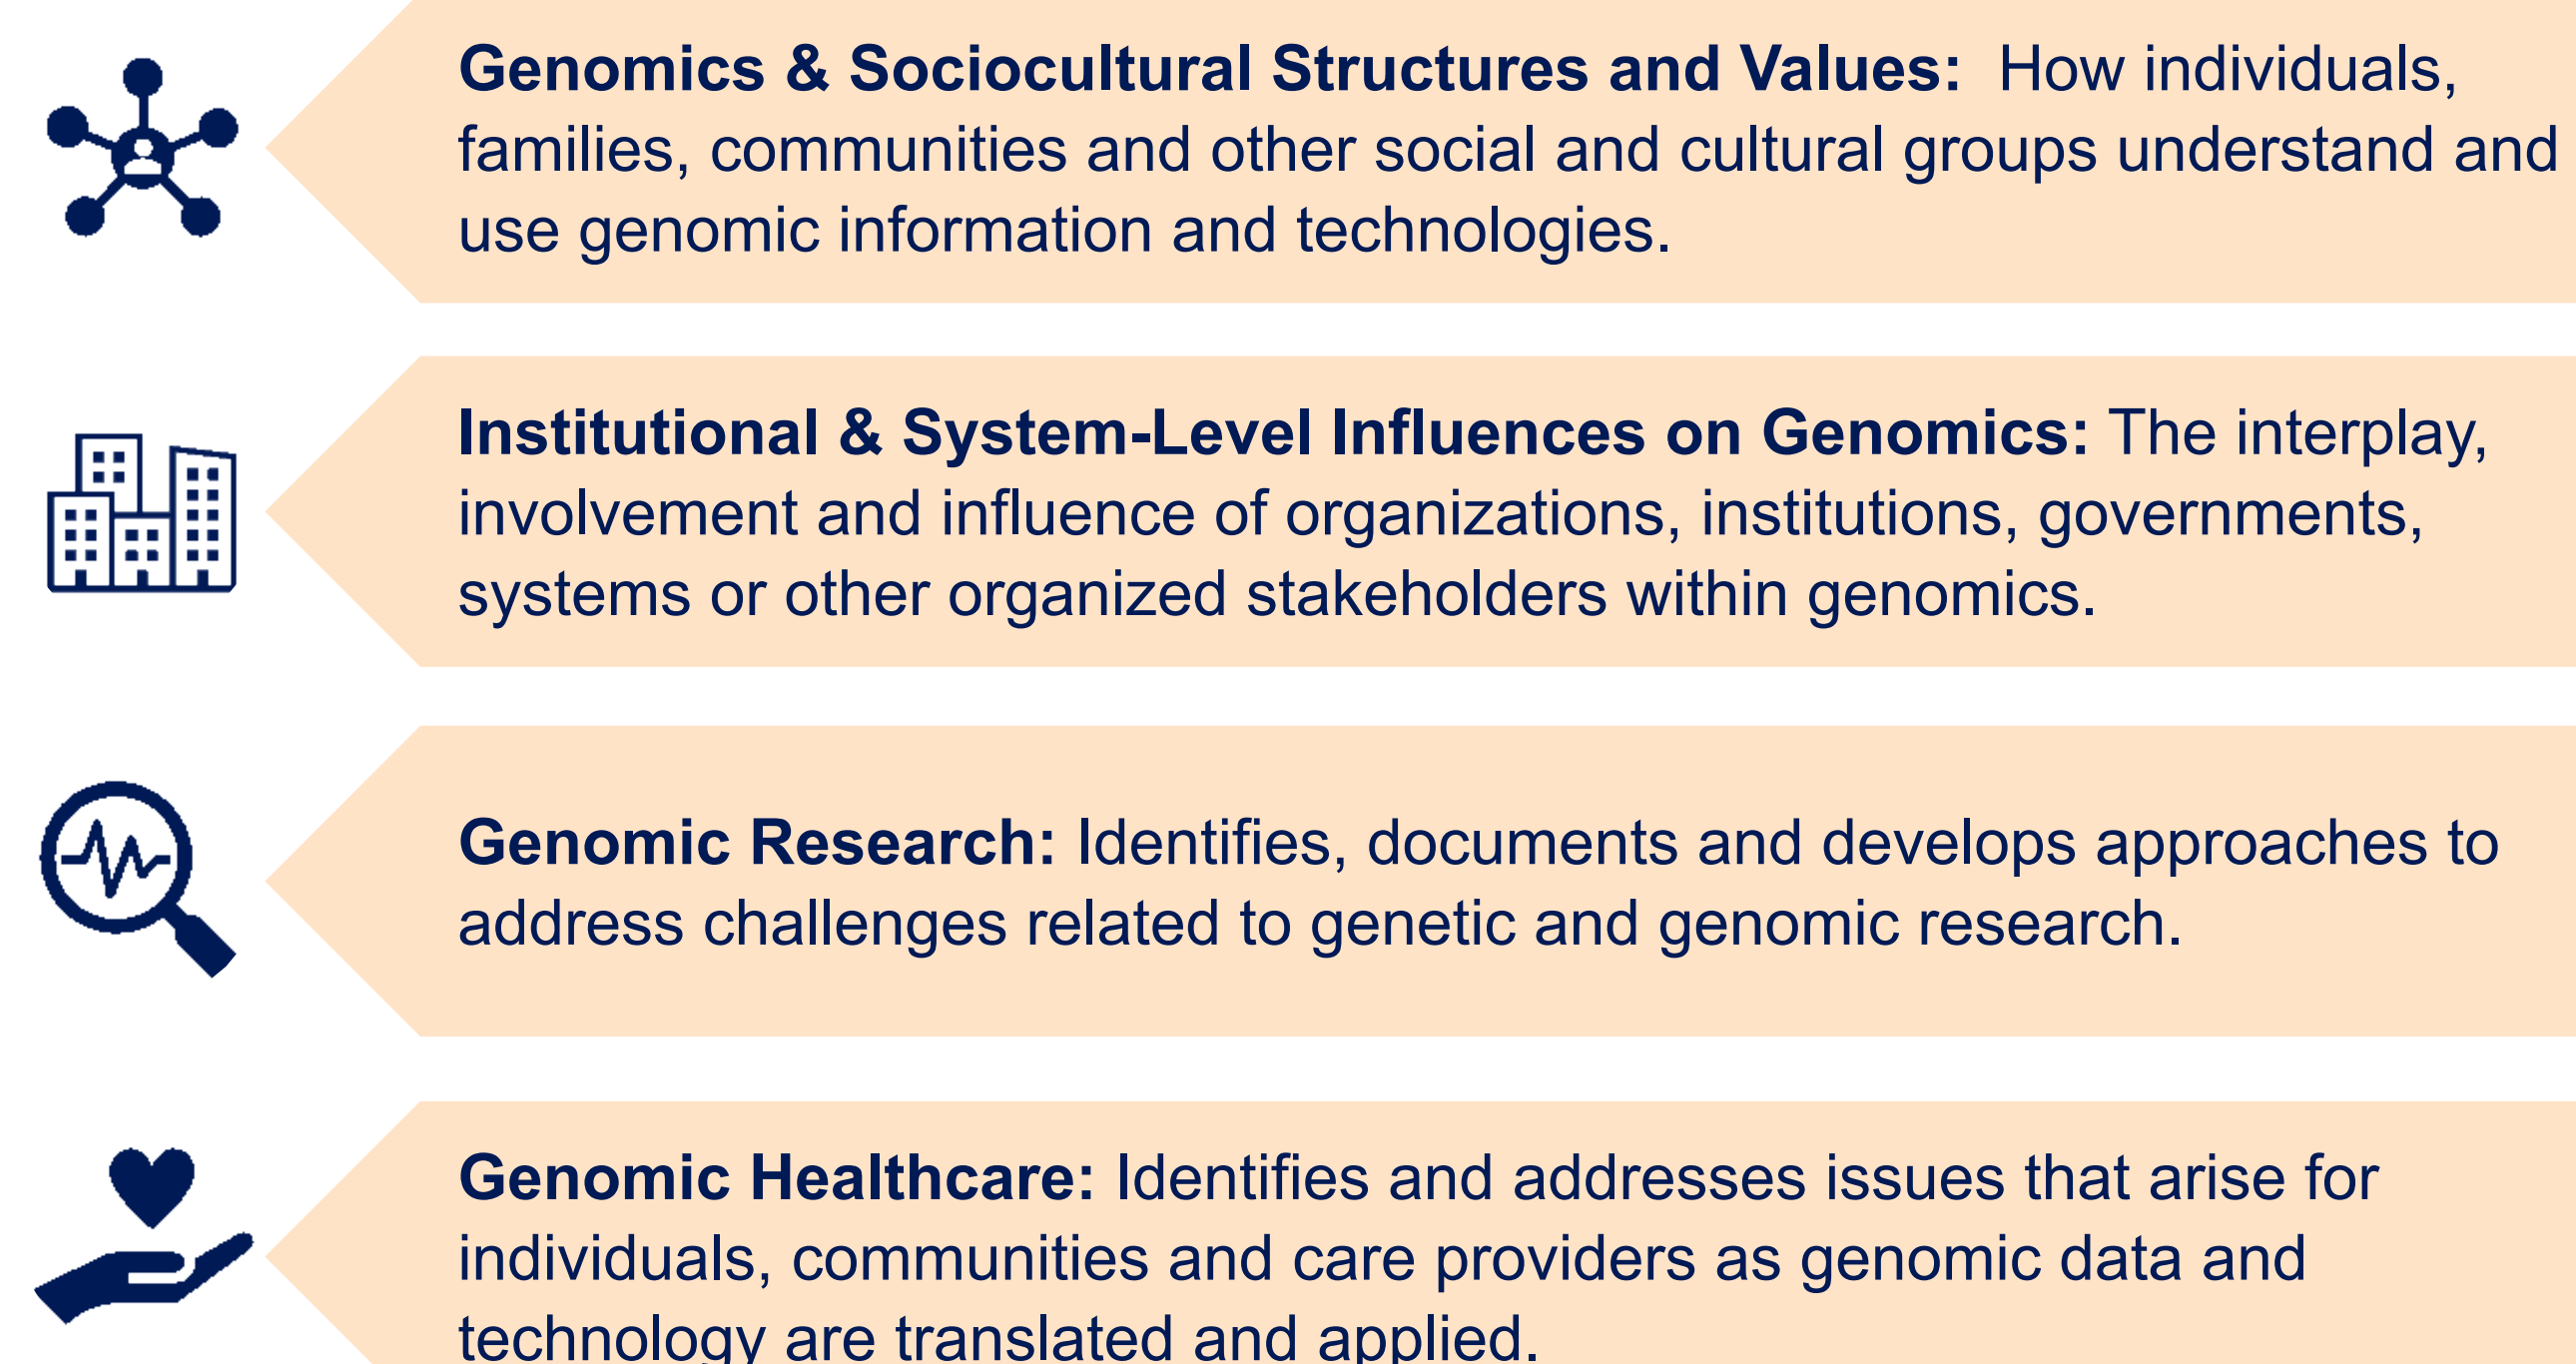 Genomics & Sociocultural Structures and Values:  How individuals,
families, communities and other social and cultural groups understand and
use genomic information and technologies.
Institutional & System-Level Influences on Genomics: The interplay,
involvement and influence of organizations, institutions, governments,
systems or other organized stakeholders within genomics.
Genomic Research: Identifies, documents and develops approaches to
address challenges related to genetic and genomic research.
Genomic Healthcare: Identifies and addresses issues that arise for
individuals, communities and care providers as genomic data and
technology are translated and applied.